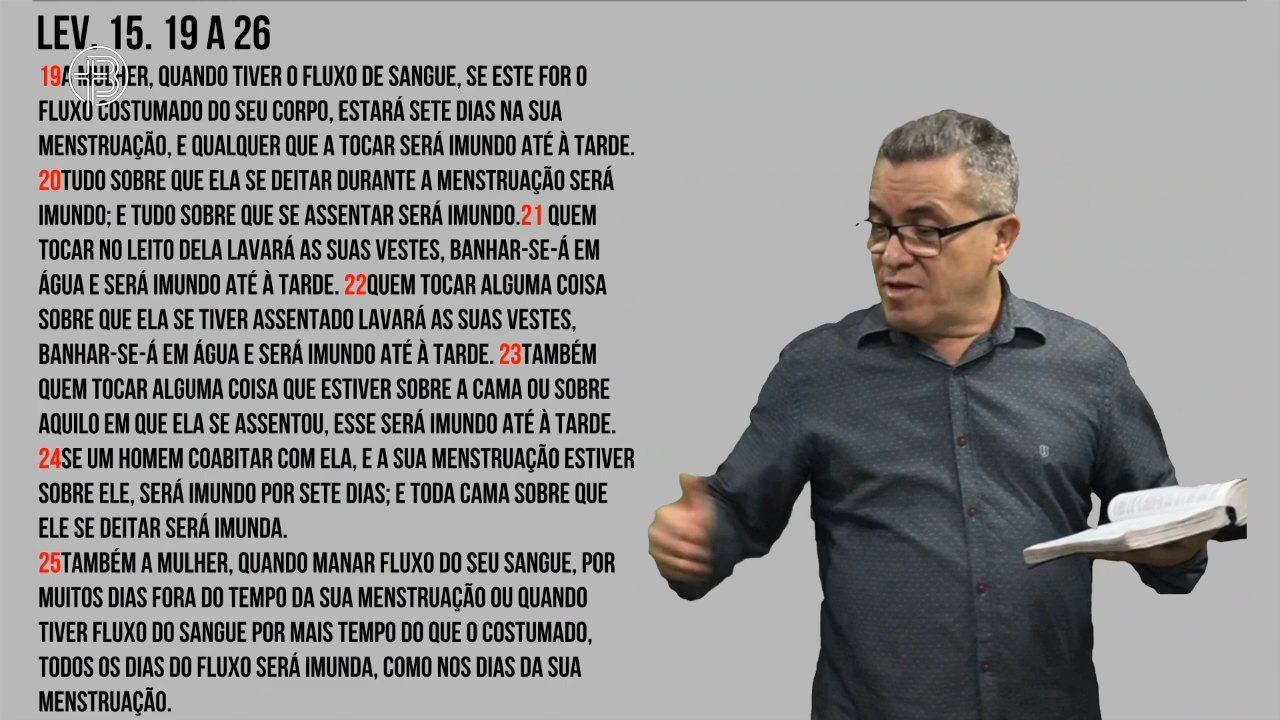 LEV. 15. 19 A 26
19A MULHER, QUANDO TIVER O FLUXO DE SANGUE, SE ESTE FOR O
FLUXO COSTUMADO DO SEU CORPO, ESTARÁ SETE DIAS NA SUA
MENSTRUAÇÃO, E QUALQUER QUE A TOCAR SERÁ IMUNDO ATÉ À TARDE.
20TUDO SOBRE QUE ELA SE DEITAR DURANTE A MENSTRUAÇÃO SERÁ
IMUNDO; E TUDO SOBRE QUE SE ASSENTAR SERÁ IMUNDO.21 QUEM
TOCAR NO LEITO DELA LAVARÁ AS SUAS VESTES, BANHAR-SE-Á EM
ÁGUA E SERÁ IMUNDO ATÉ À TARDE. 22QUEM TOCAR ALGUMA COISA
SOBRE QUE ELA SE TIVER ASSENTADO LAVARÁ AS SUAS VESTES,
BANHAR-SE-Á EM ÁGUA E SERÁ IMUNDO ATÉ À TARDE. 23TAMBÉM
QUEM TOCAR ALGUMA COISA QUE ESTIVER SOBRE A CAMA OU SOBRE
AQUILO EM QUE ELA SE ASSENTOU, ESSE SERÁ IMUNDO ATÉ À TARDE.
24SE UM HOMEM COABITAR COM ELA, E A SUA MENSTRUAÇÃO ESTIVER
SOBRE ELE, SERÁ IMUNDO POR SETE DIAS; E TODA CAMA SOBRE QUE
ELE SE DEITAR SERÁ IMUNDA.
25TAMBÉM A MULHER, QUANDO MANAR FLUXO DO SEU SANGUE, POR
MUITOS DIAS FORA DO TEMPO DA SUA MENSTRUAÇÃO OU QUANDO
TIVER FLUXO DO SANGUE POR MAIS TEMPO DO QUE O COSTUMADO,
TODOS OS DIAS DO FLUXO SERÁ IMUNDA, COMO NOS DIAS DA SUA
MENSTRUAÇÃO.